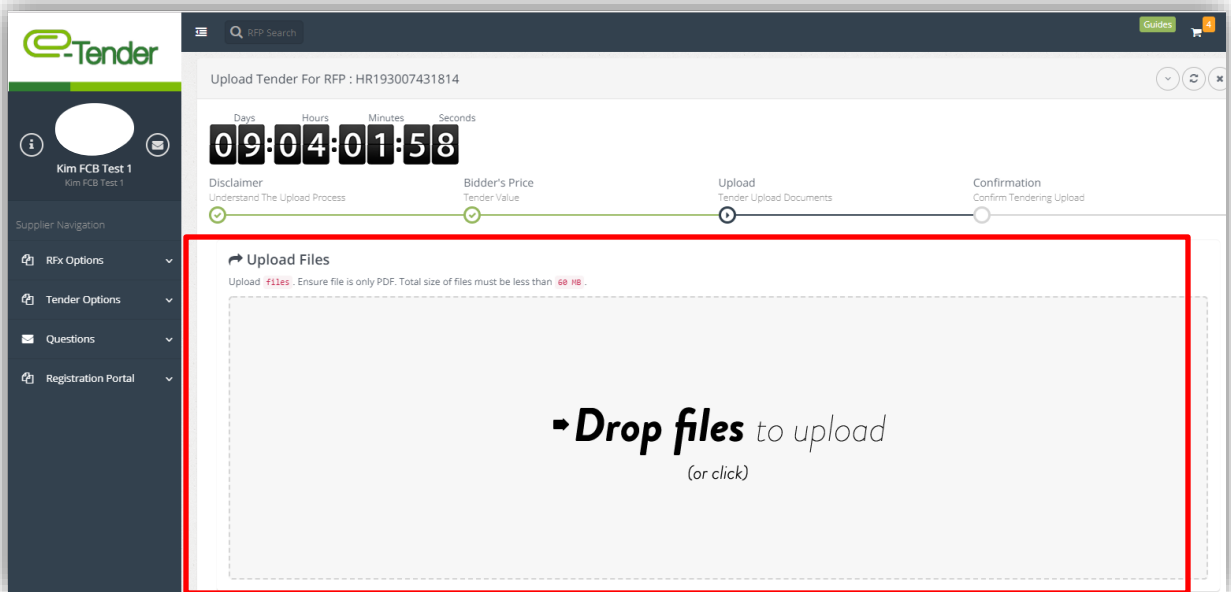 e-Tender
RFP Search
Guides
4
Upload Tender For RFP : HR193007431814
Days Hours Minutes Seconds
09:04:01:58
Kim FCB Test 1
Kim FCB Test 1
Disclaimer
Understand The Upload Process
Bidder's Price
Tender Value
Upload
Tender Upload Documents
Confirmation
Confirm Tendering Upload
Supplier Navigation
RFx Options
Tender Options
Questions
Registration Portal
Upload Files
Upload files . Ensure file is only PDF. Total size of files must be less than 60 MB .
Drop files to upload
(or click)